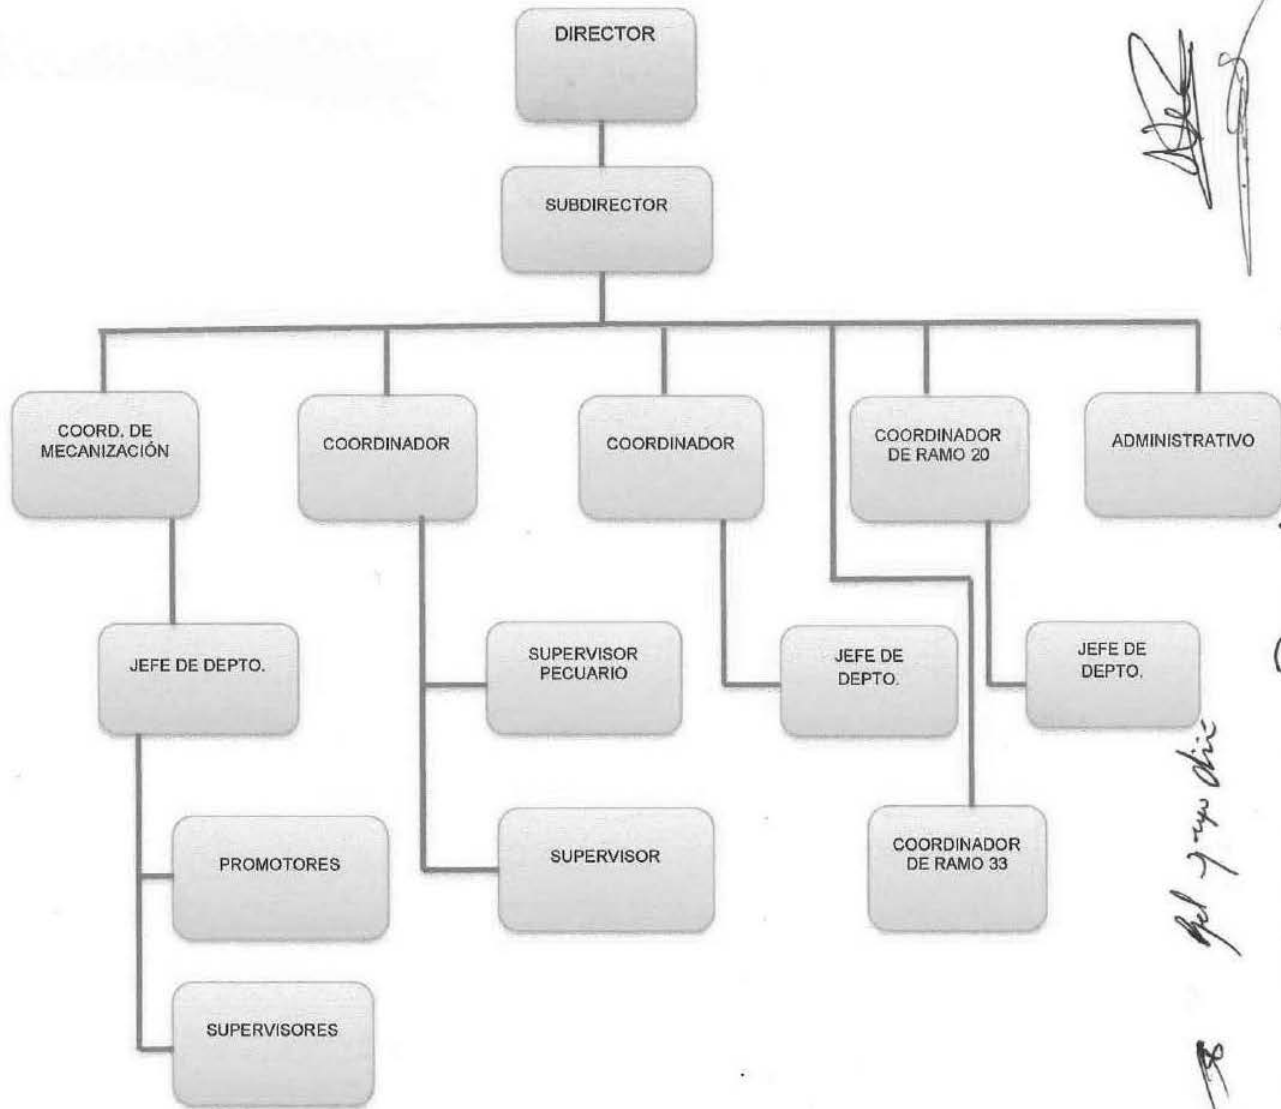 DIRECTOR
SUBDIRECTOR
COORD. DE
MECANIZACIÓN
COORDINADOR
COORDINADOR
COORDINADOR
DE RAMO 20
ADMINISTRATIVO
JEFE DE DEPTO.
SUPERVISOR
PECUARIO
JEFE DE
DEPTO.
JEFE DE
DEPTO.
PROMOTORES
SUPERVISOR
COORDINADOR
DE RAMO 33
SUPERVISORES